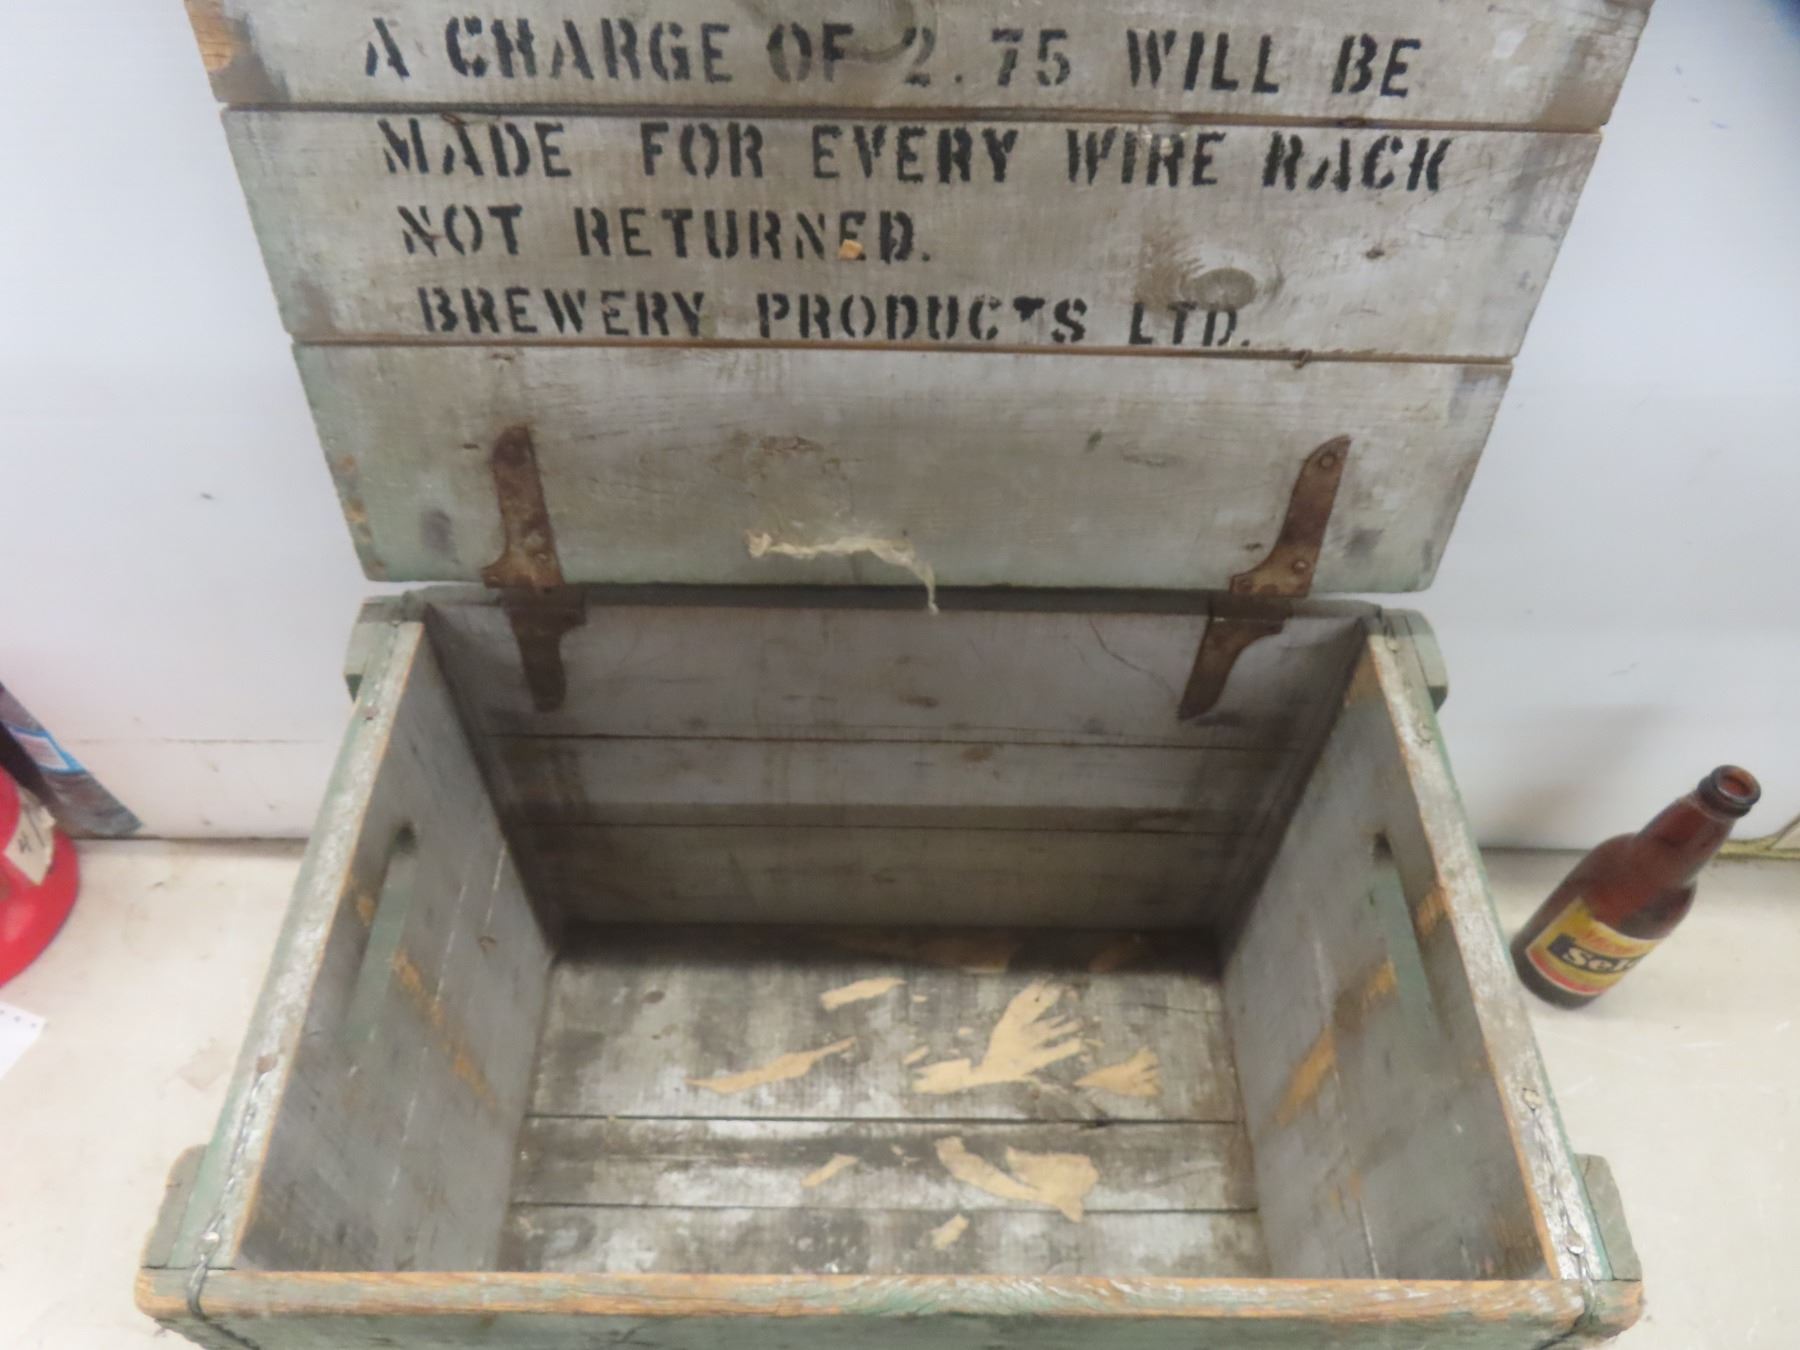 A CHARGE OF 2.75 WILL BE
MADE FOR EVERY WIRE RACK
NOT RETURNED.
BREWERY PRODUCTS LTD.